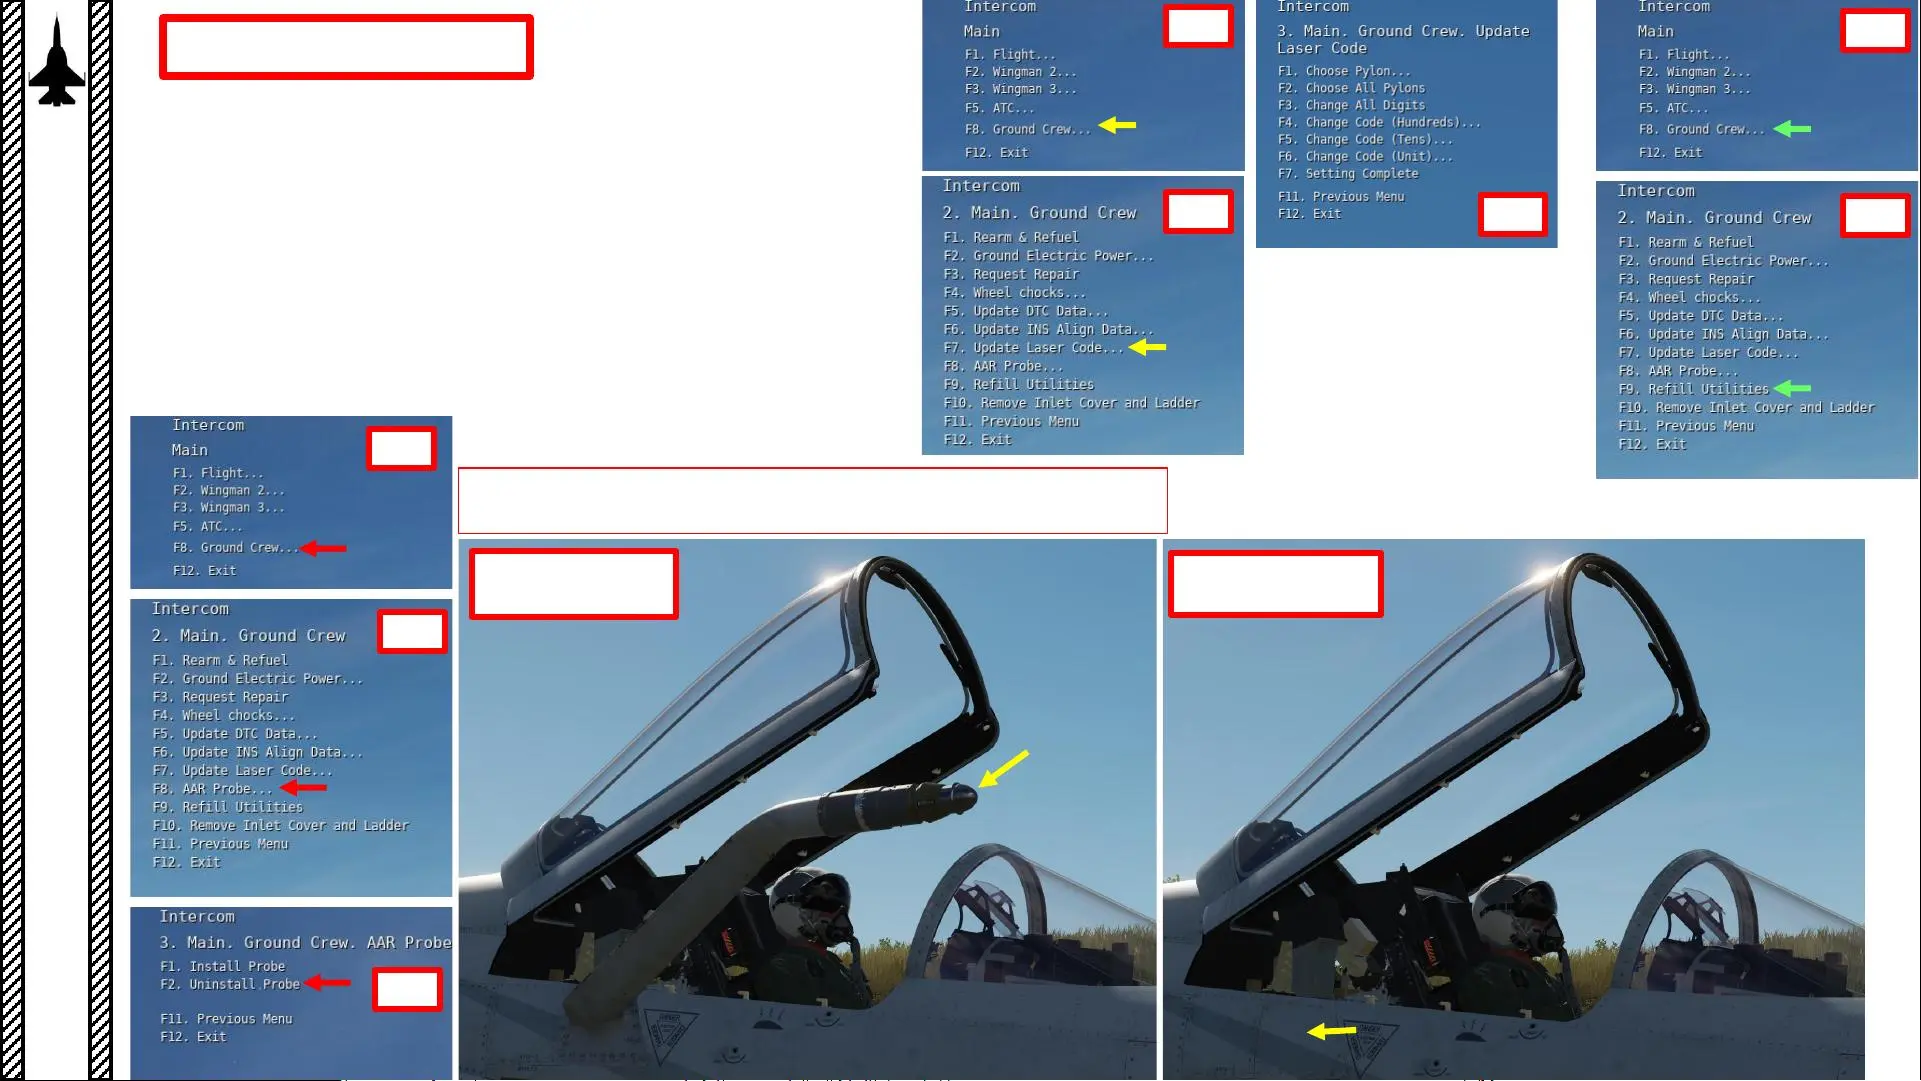 Intercom
Main
F1. Flight...
F2. Wingman 2...
F3. Wingman 3...
F5. ATC...
F8. Ground Crew...
F12. Exit
Intercom
2. Main. Ground Crew
F1. Rearm & Refuel
F2. Ground Electric Power...
F3. Request Repair
F4. Wheel chocks...
F5. Update DTC Data...
F6. Update INS Align Data...
F7. Update Laser Code...
F8. AAR Probe...
F9. Refill Utilities
F10. Remove Inlet Cover and Ladder
F11. Previous Menu
F12. Exit
Intercom
3. Main. Ground Crew. Update
Laser Code
F1. Choose Pylon...
F2. Choose All Pylons
F3. Change All Digits
F4. Change Code (Hundreds)...
F5. Change Code (Tens)...
F6. Change Code (Unit)...
F7. Setting Complete
F11. Previous Menu
F12. Exit
Intercom
Main
F1. Flight...
F2. Wingman 2...
F3. Wingman 3...
F5. ATC...
F8. Ground Crew...
F12. Exit
Intercom
2. Main. Ground Crew
F1. Rearm & Refuel
F2. Ground Electric Power...
F3. Request Repair
F4. Wheel chocks...
F5. Update DTC Data...
F6. Update INS Align Data...
F7. Update Laser Code...
F8. AAR Probe...
F9. Refill Utilities
F10. Remove Inlet Cover and Ladder
F11. Previous Menu
F12. Exit
Intercom
Main
F1. Flight...
F2. Wingman 2...
F3. Wingman 3...
F5. ATC...
F8. Ground Crew...
F12. Exit
Intercom
2. Main. Ground Crew
F1. Rearm & Refuel
F2. Ground Electric Power...
F3. Request Repair
F4. Wheel chocks...
F5. Update DTC Data...
F6. Update INS Align Data...
F7. Update Laser Code...
F8. AAR Probe...
F9. Refill Utilities
F10. Remove Inlet Cover and Ladder
F11. Previous Menu
F12. Exit
Intercom
3. Main. Ground Crew. AAR Probe
F1. Install Probe
F2. Uninstall Probe
F11. Previous Menu
F12. Exit